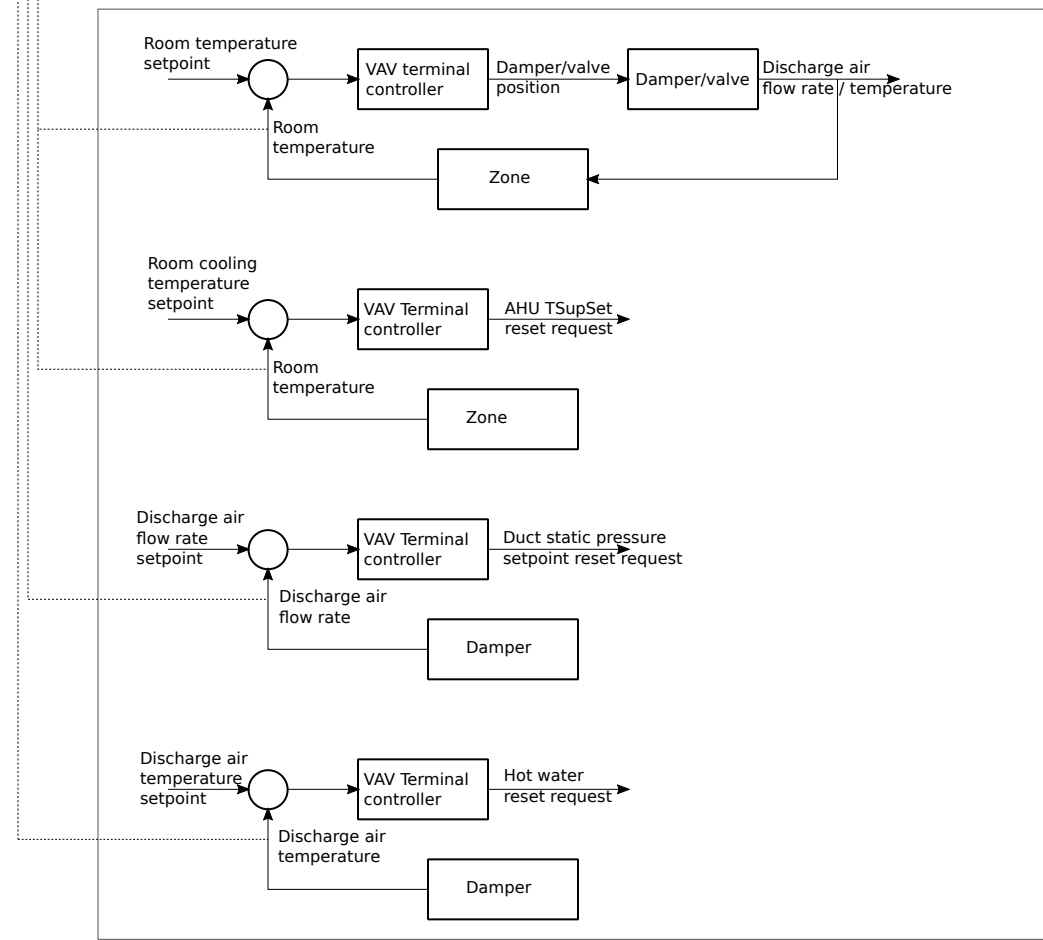 Room temperature
setpoint
VAV terminal
controller
Damper/valve
position
Damper/valve
Discharge air
flow rate / temperature
Room
temperature
Zone
Room cooling
temperature
setpoint
VAV Terminal
controller
AHU TSupSet
reset request
Room
temperature
Zone
Discharge air
flow rate
setpoint
VAV Terminal
controller
Duct static pressure
setpoint reset request
Discharge air
flow rate
Damper
Discharge air
temperature
setpoint
VAV Terminal
controller
Hot water
reset request
Discharge air
temperature
Damper